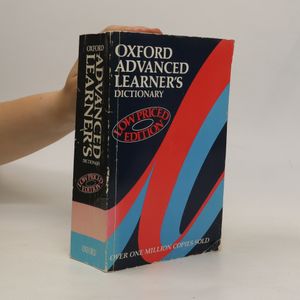 OXFORD
ADVANCED
LEARNER'S
DICTIONARY
LOW PRICED
EDITION
OVER ONE MILLION COPIES SOLD
OXFORD
ADVANCED
LEARNER'S
DICTIONARY
LOW PRICED
EDITION
OXFORD